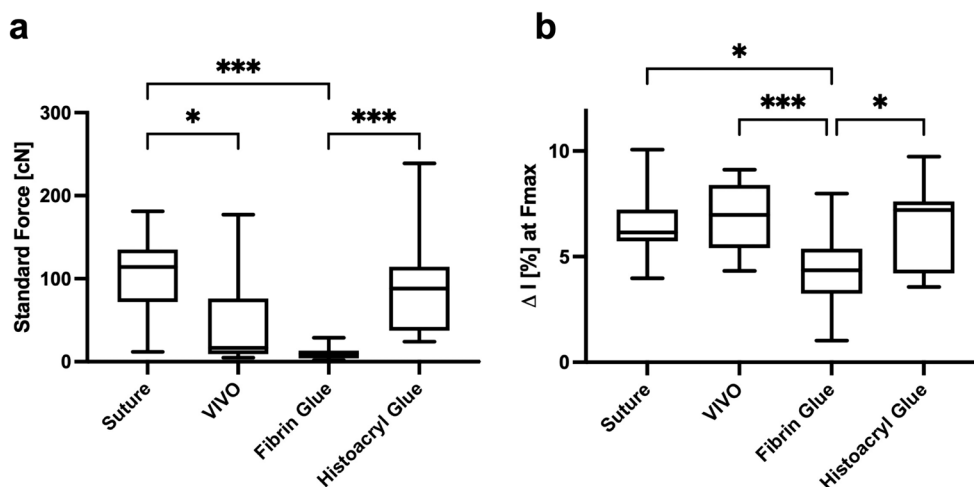 a
***
*
***
300
200
100
0
Standard Force [cN]
Suture
VIVO
Fibrin Glue
Histoacryl Glue
b
*
***
*
10
5
0
Δ l [%] at Fmax
Suture
VIVO
Fibrin Glue
Histoacryl Glue